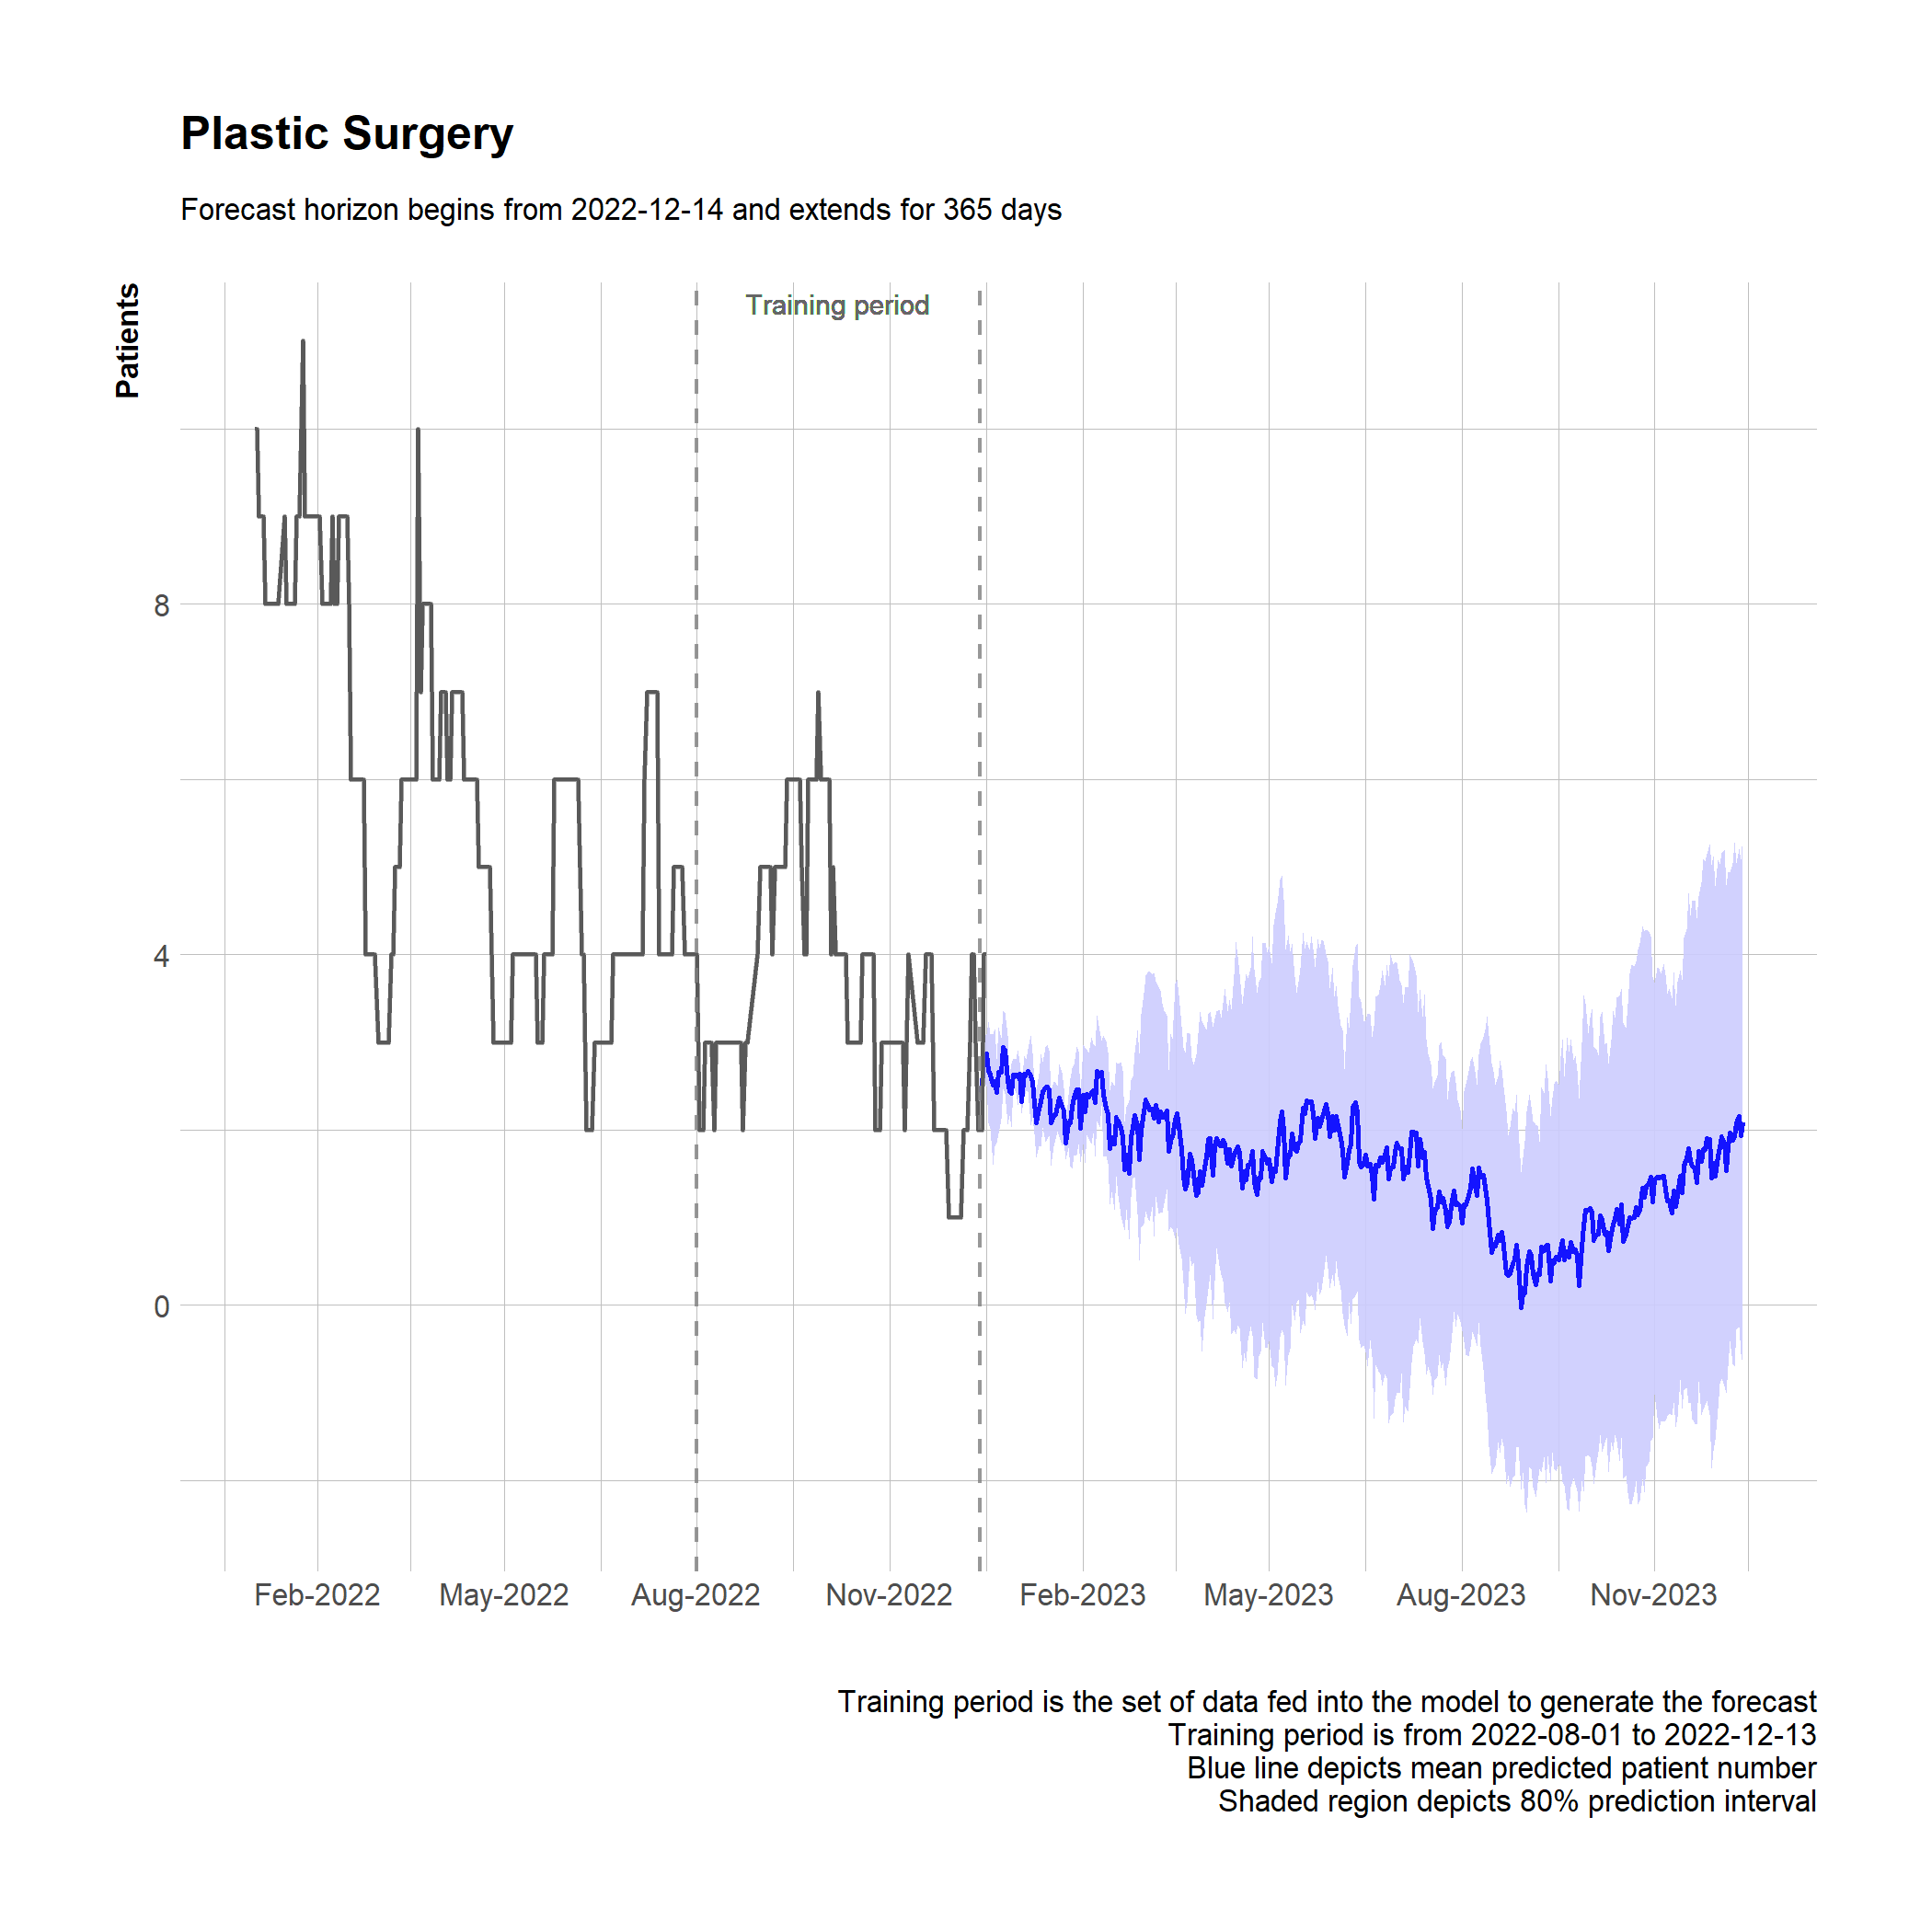 Plastic Surgery
Forecast horizon begins from 2022-12-14 and extends for 365 days
Patients
Training period
8
4
0
Feb-2022 May-2022 Aug-2022 Nov-2022 Feb-2023 May-2023 Aug-2023 Nov-2023
Training period is the set of data fed into the model to generate the forecast
Training period is from 2022-08-01 to 2022-12-13
Blue line depicts mean predicted patient number
Shaded region depicts 80% prediction interval